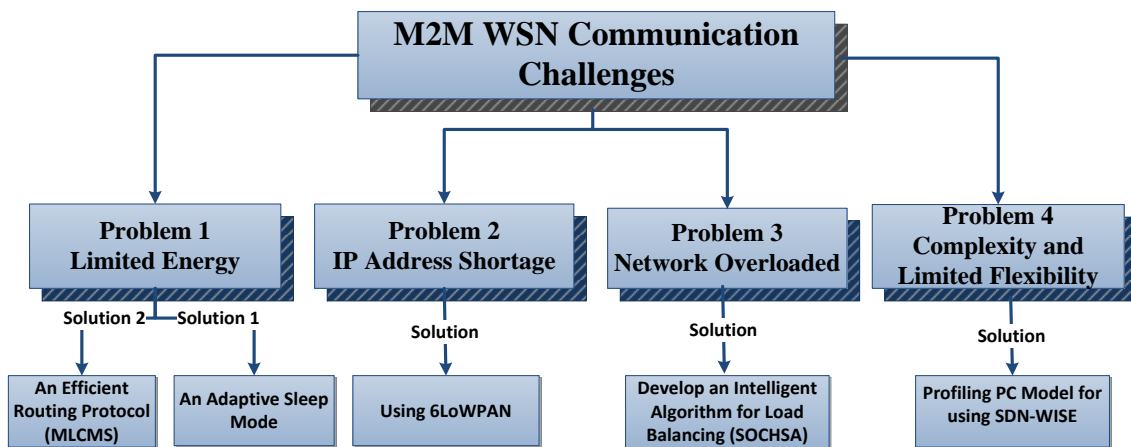 M2M WSN Communication
Challenges
Problem 1
Limited Energy
Problem 2
IP Address Shortage
Problem 3
Network Overloaded
Problem 4
Complexity and
Limited Flexibility
Solution 2
Solution 1
Solution
Solution
Solution
An Efficient
Routing Protocol
(MLCMS)
An Adaptive Sleep
Mode
Using 6LoWPAN
Develop an Intelligent
Algorithm for Load
Balancing (SOCHSA)
Profiling PC Model for
using SDN-WISE